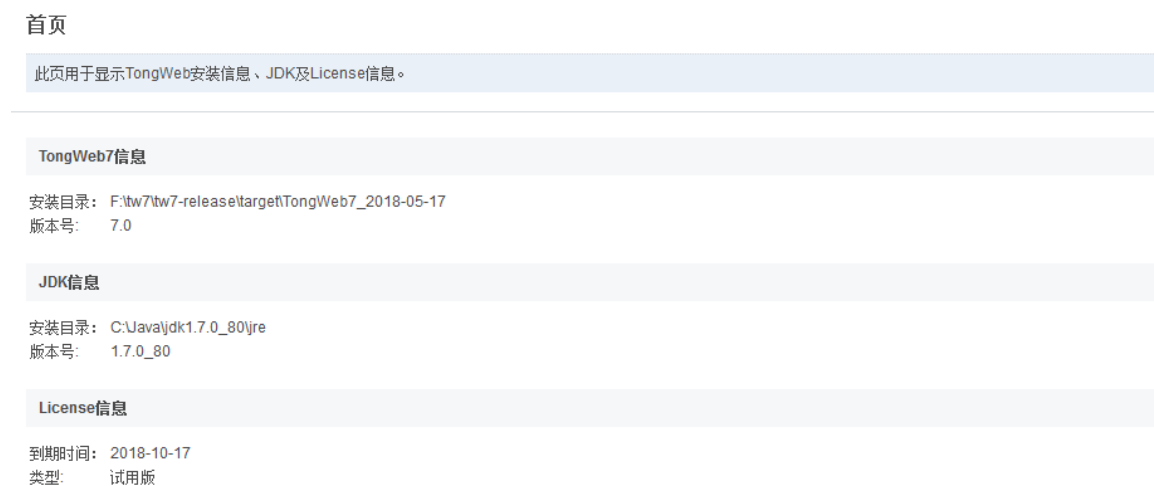 首页
此页用于显示TongWeb安装信息、JDK及License信息。
TongWeb7信息
安装目录： F:\tw7\tw7-release\target\TongWeb7_2018-05-17
版本号: 7.0
JDK信息
安装目录： C:\Java\jdk1.7.0_80\jre
版本号: 1.7.0_80
License信息
到期时间： 2018-10-17
类型: 试用版